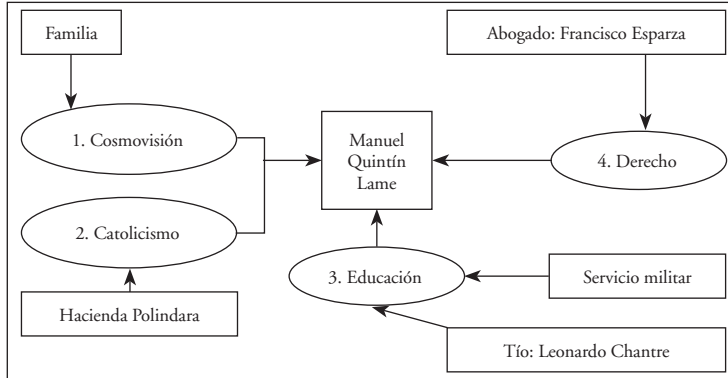 Familia
Abogado: Francisco Esparza
1. Cosmovisión
Manuel
Quintín
Lame
4. Derecho
2. Catolicismo
3. Educación
Servicio militar
Hacienda Polindara
Tío: Leonardo Chantre